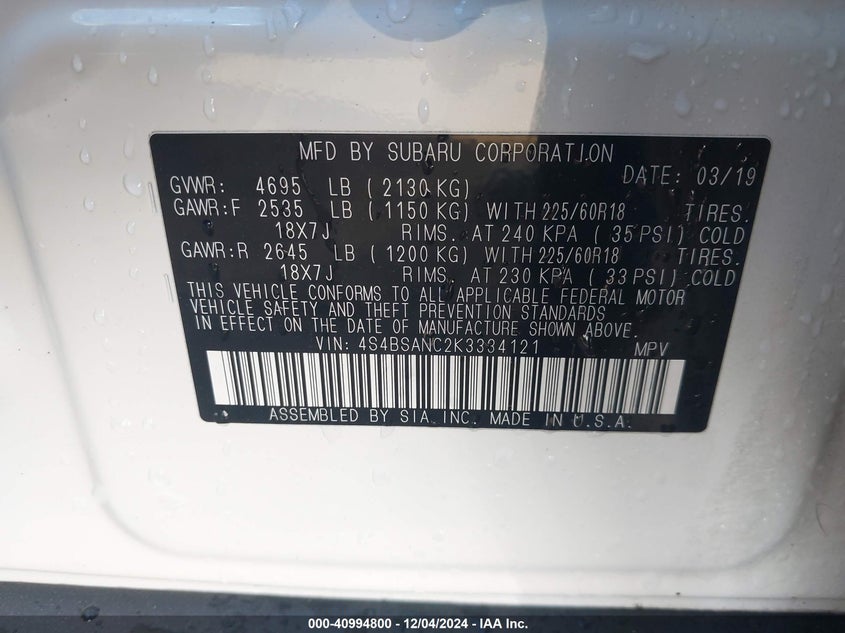 MFD BY SUBARU CORPORATION
DATE: 03/19
GVWR: 4695 LB (2130 KG)
GAWR:F 2535 LB (1150 KG) WITH 225/60R18 TIRES.
18X7J RIMS. AT 240 KPA (35 PSI) COLD
GAWR:R 2645 LB (1200 KG) WITH 225/60R18 TIRES.
18X7J RIMS. AT 230 KPA (33 PSI) COLD
THIS VEHICLE CONFORMS TO ALL APPLICABLE FEDERAL MOTOR
VEHICLE SAFETY AND THEFT PREVENTION STANDARDS
IN EFFECT ON THE DATE OF MANUFACTURE SHOWN ABOVE.
VIN: 4S4BSANC2K3334121 MPV
ASSEMBLED BY SIA, INC. MADE IN U.S.A.
000-40994800 - 12/04/2024 - IAA Inc.